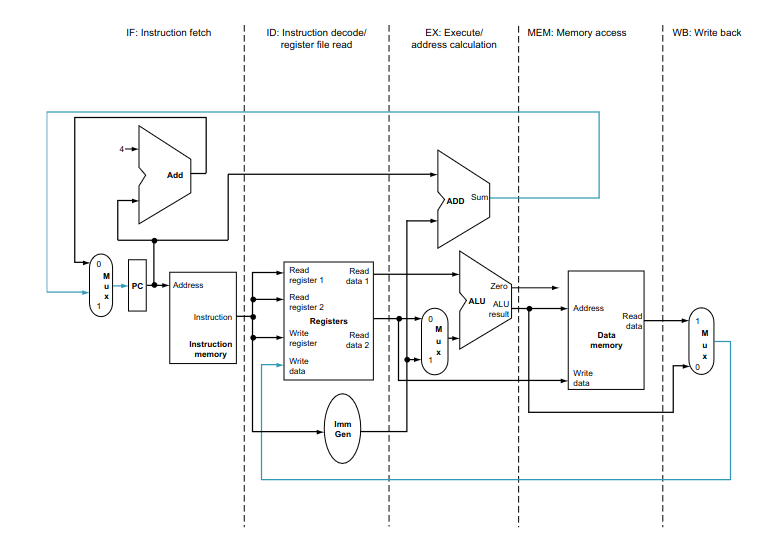 IF: Instruction fetch
ID: Instruction decode/
register file read
EX: Execute/
address calculation
MEM: Memory access
WB: Write back
4
Add
ADD
Sum
0
M
u
x
1
PC
Address
Instruction
Instruction
memory
Read
register 1
Read
register 2
Write
register
Write
data
Registers
Read
data 1
Read
data 2
Imm
Gen
0
M
u
x
1
Zero
ALU
ALU
result
Address
Read
data
Data
memory
Write
data
1
M
u
x
0